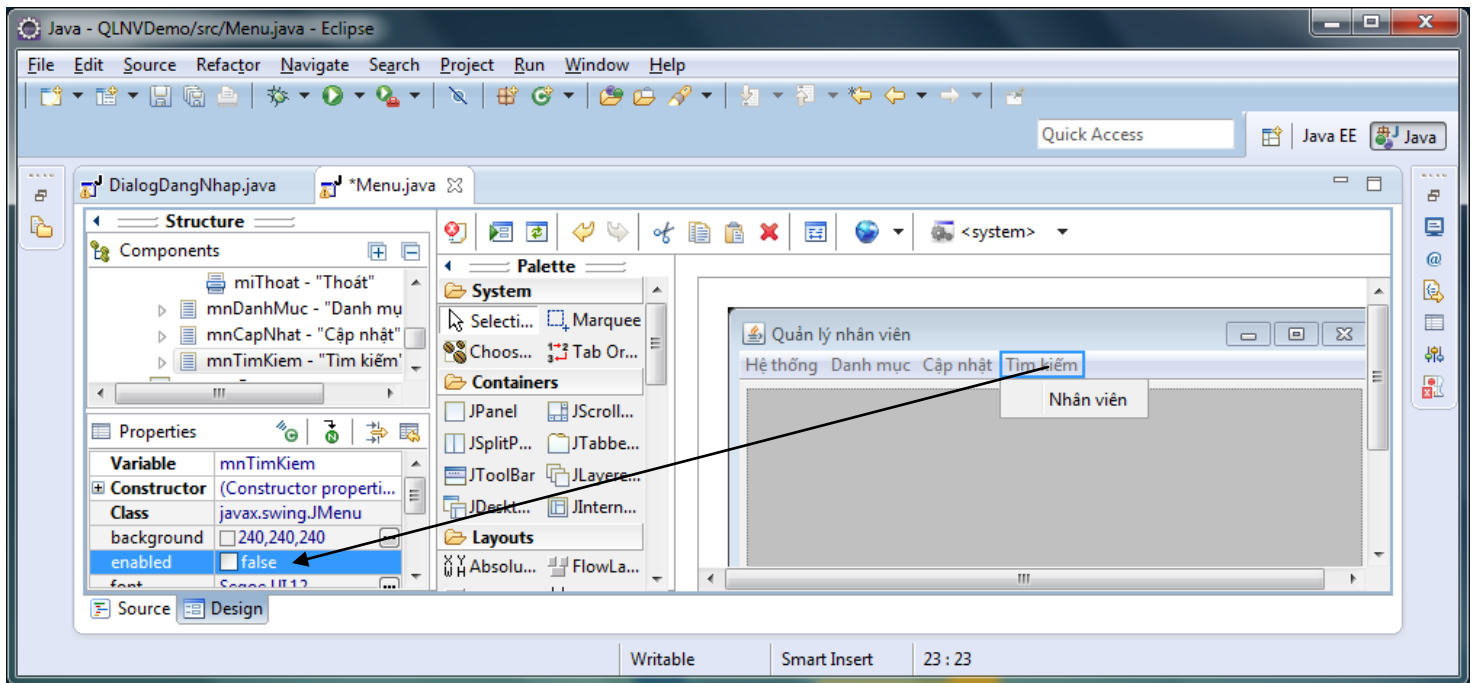 Java - QLNVDemo/src/Menu.java - Eclipse
File Edit Source Refactor Navigate Search Project Run Window Help
Quick Access Java EE Java
DialogDangNhap.java *Menu.java
Structure
Components
miThoat - "Thoát"
mnDanhMuc - "Danh mụ
mnCapNhat - "Cập nhật"
mnTimKiem - "Tìm kiếm"
Properties
Variable mnTimKiem
Constructor (Constructor properti...
Class javax.swing.JMenu
background 240,240,240 ...
enabled false
font Segoe UI 12 ...
Source Design
<system>
Palette
System
Selecti... Marquee
Choos... Tab Or...
Containers
JPanel JScroll...
JSplitP... JTabbe...
JToolBar JLayere...
JDeskt... JIntern...
Layouts
Absolu... FlowLa...
Quản lý nhân viên
Hệ thống Danh mục Cập nhật Tìm kiếm
Nhân viên
Writable Smart Insert 23 : 23